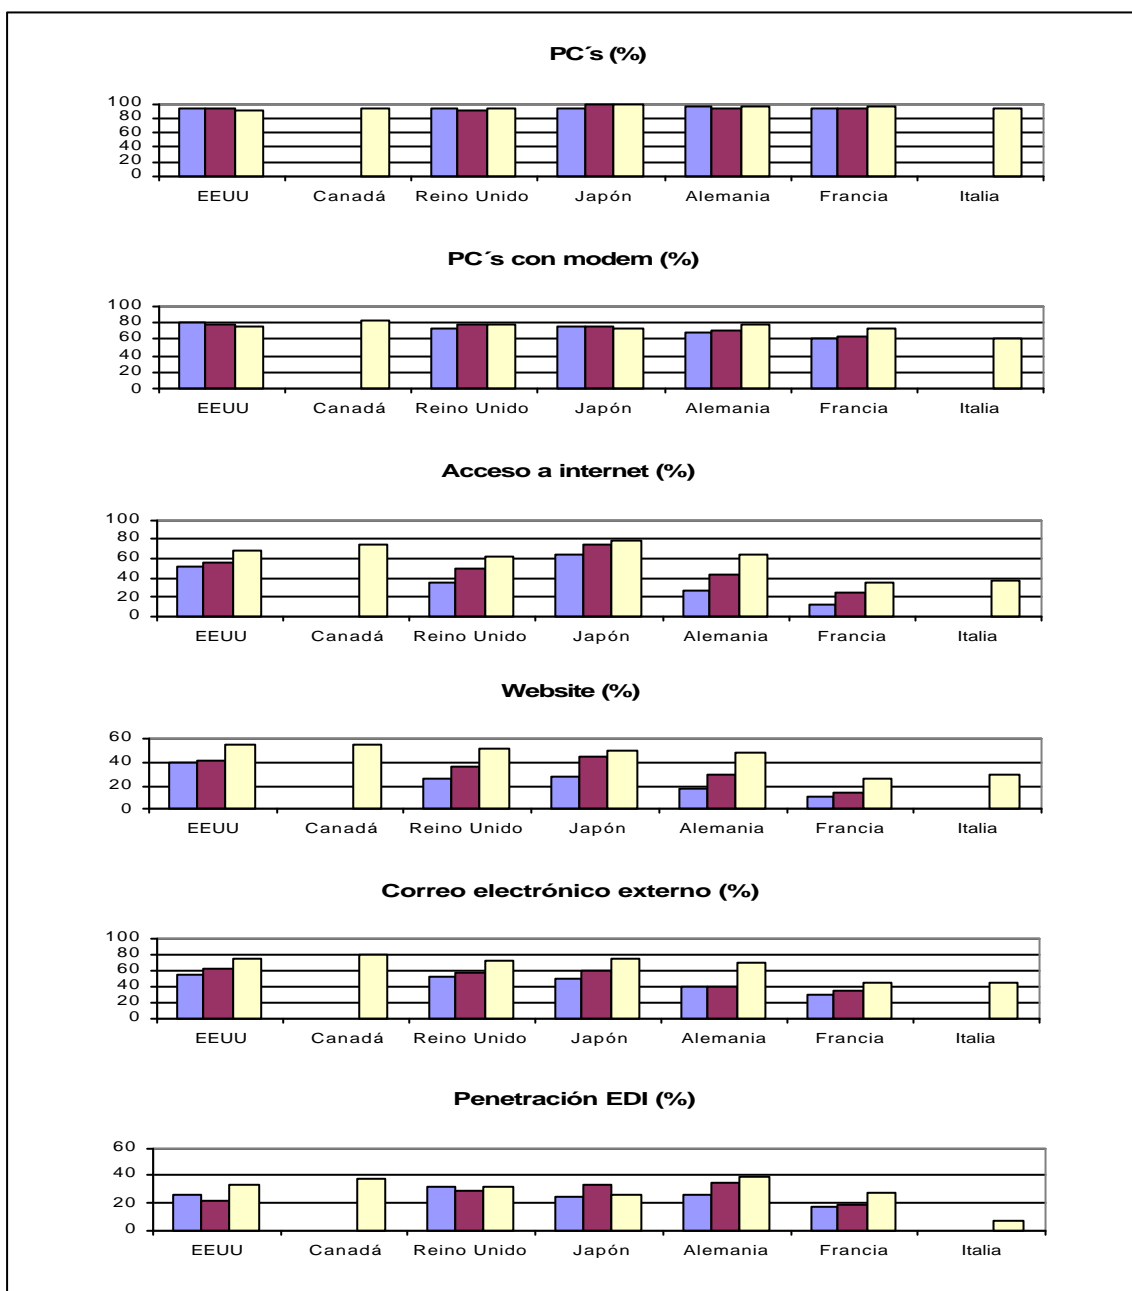 PC´s (%)
100
80
60
40
20
0
EEUU Canadá Reino Unido Japón Alemania Francia Italia
PC´s con modem (%)
100
80
60
40
20
0
EEUU Canadá Reino Unido Japón Alemania Francia Italia
Acceso a internet (%)
100
80
60
40
20
0
EEUU Canadá Reino Unido Japón Alemania Francia Italia
Website (%)
60
40
20
0
EEUU Canadá Reino Unido Japón Alemania Francia Italia
Correo electrónico externo (%)
100
80
60
40
20
0
EEUU Canadá Reino Unido Japón Alemania Francia Italia
Penetración EDI (%)
60
40
20
0
EEUU Canadá Reino Unido Japón Alemania Francia Italia